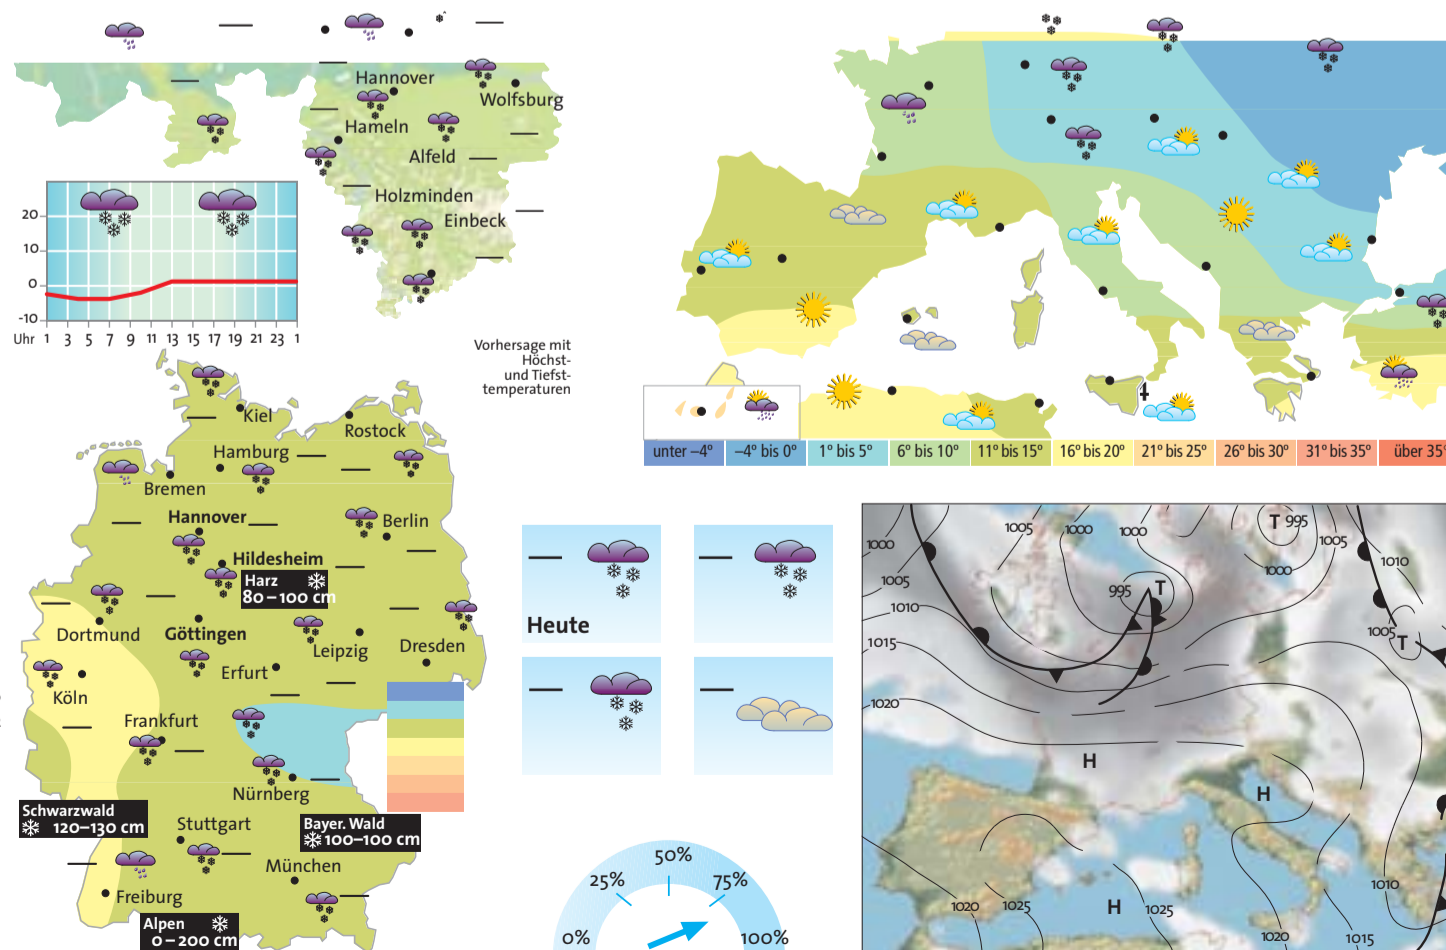 Hannover
Wolfsburg
Hameln
Alfeld
Holzminden
Einbeck
20
10
0
-10
Uhr 1 3 5 7 9 11 13 15 17 19 21 23 1
Vorhersage mit
Höchst-
und Tiefst-
temperaturen
unter –4° –4° bis 0° 1° bis 5° 6° bis 10° 11° bis 15° 16° bis 20° 21° bis 25° 26° bis 30° 31° bis 35° über 35°
Kiel
Rostock
Hamburg
Bremen
Hannover
Berlin
Hildesheim
Harz
80–100 cm
Dortmund
Göttingen
Leipzig
Dresden
Erfurt
Köln
Frankfurt
Nürnberg
Schwarzwald
120–130 cm
Stuttgart
Bayer. Wald
100–100 cm
München
Freiburg
Alpen
0–200 cm
Heute
0%
25%
50%
75%
100%
1005
1000
1000
T 995
1000
1005
1010
1005
995 T
1000
1010
1005
T
1015
1020
H
H
1020
1025
H
1025
1010
1020
1015